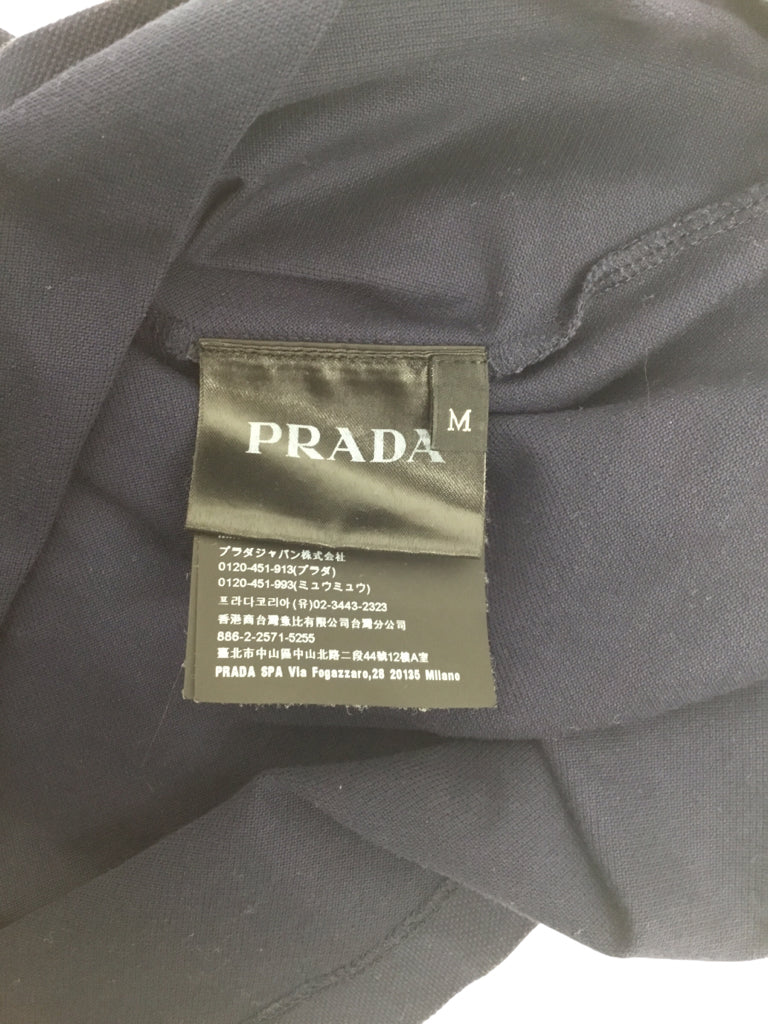 PRADA
M
プラダジャパン株式会社
0120-451-913(プラダ)
0120-451-993(ミュウミュウ)
프라다코리아(유)02-3443-2323
香港商台灣象比有限公司台灣分公司
886-2-2571-5255
臺北市中山區中山北路二段44號12樓A室
PRADA SPA Via Fogazzaro,28 20135 Milano